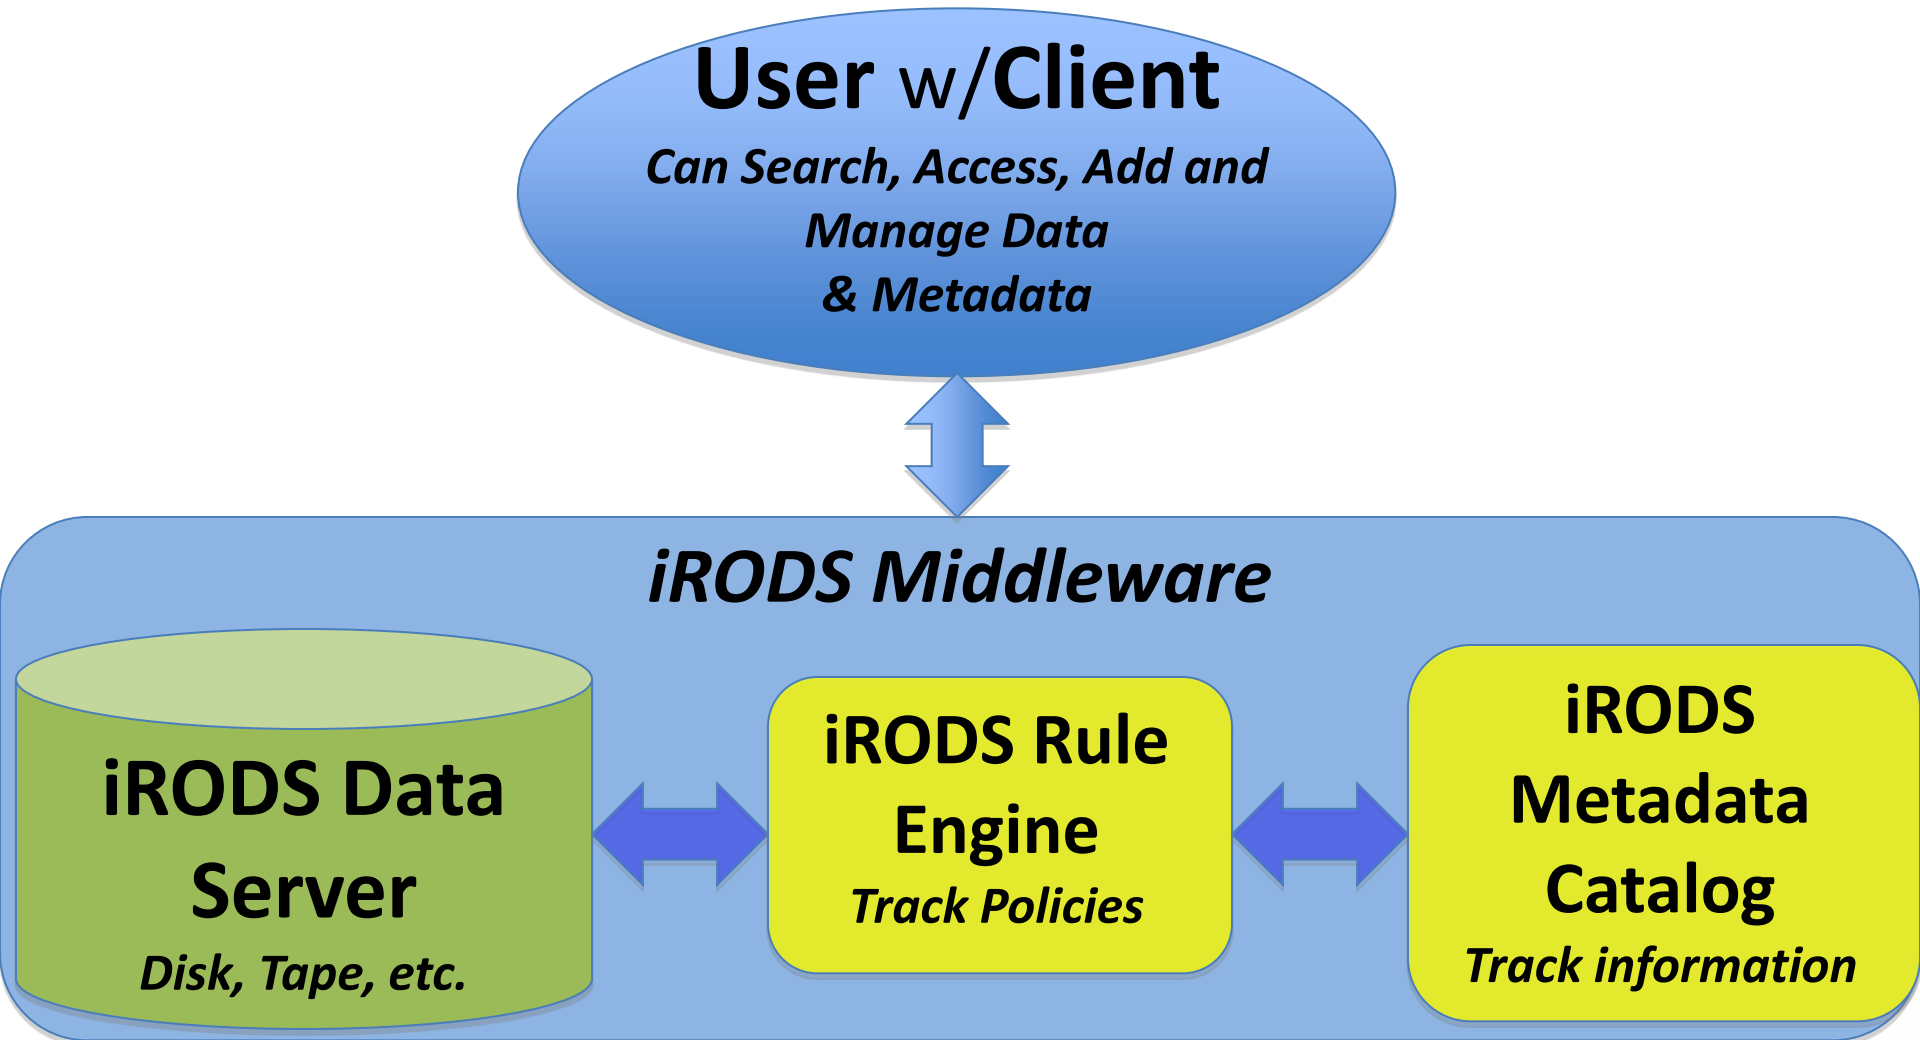 User w/Client
Can Search, Access, Add and
Manage Data
& Metadata
iRODS Middleware
iRODS Data
Server
Disk, Tape, etc.
iRODS Rule
Engine
Track Policies
iRODS
Metadata
Catalog
Track information